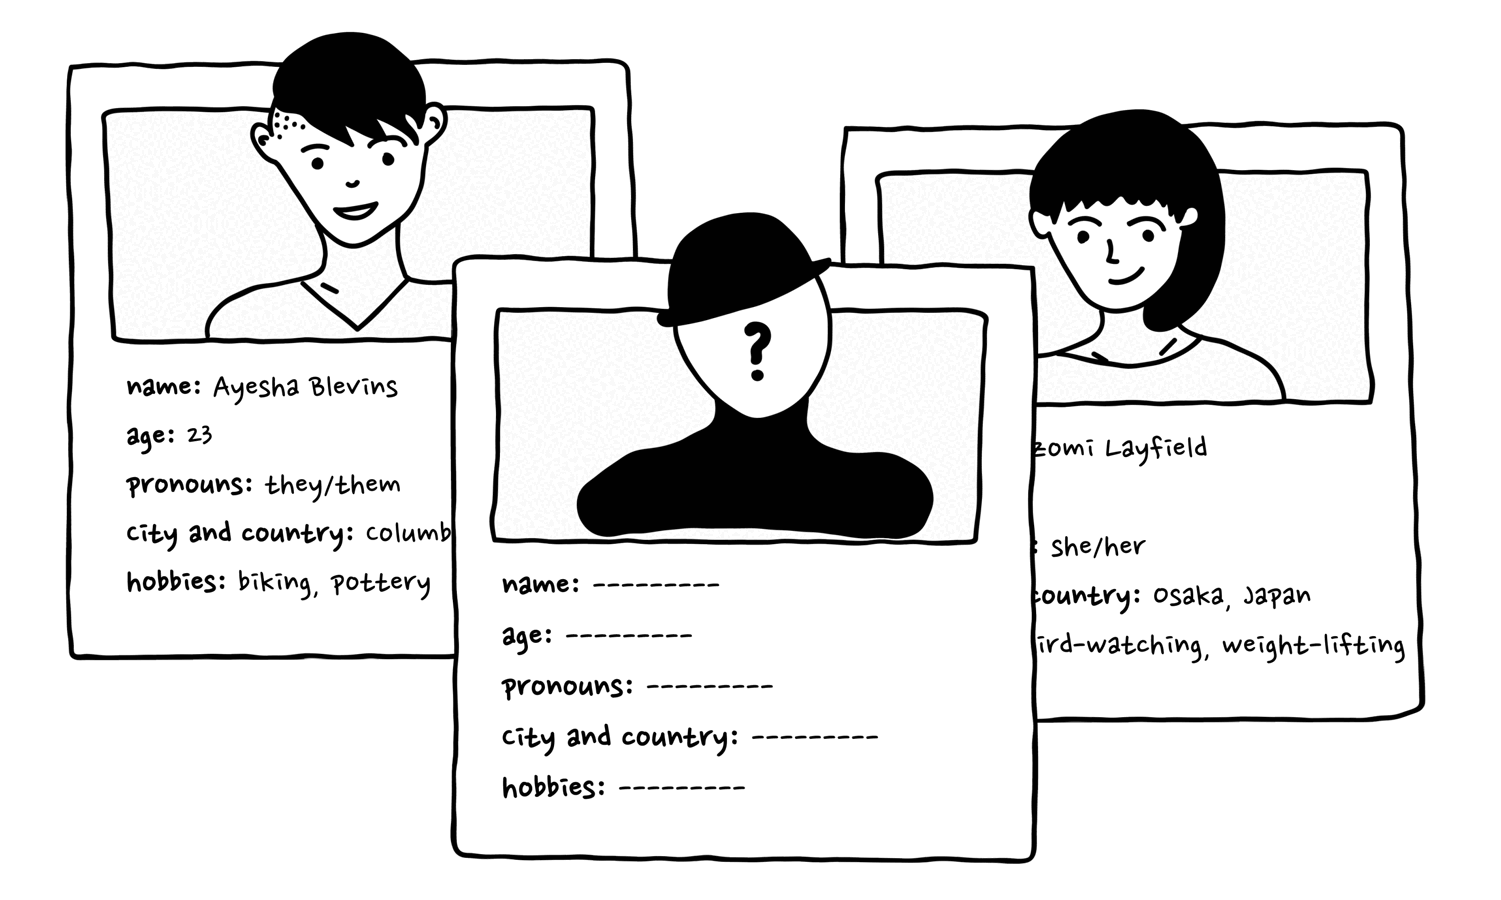 name: Ayesha Blevins
age: 23
pronouns: they/them
city and country: Columb
hobbies: biking, pottery
?
name: ---------
age: ---------
pronouns: ---------
city and country: ---------
hobbies: ---------
zomi Layfield
: she/her
country: Osaka, Japan
ird-watching, weight-lifting